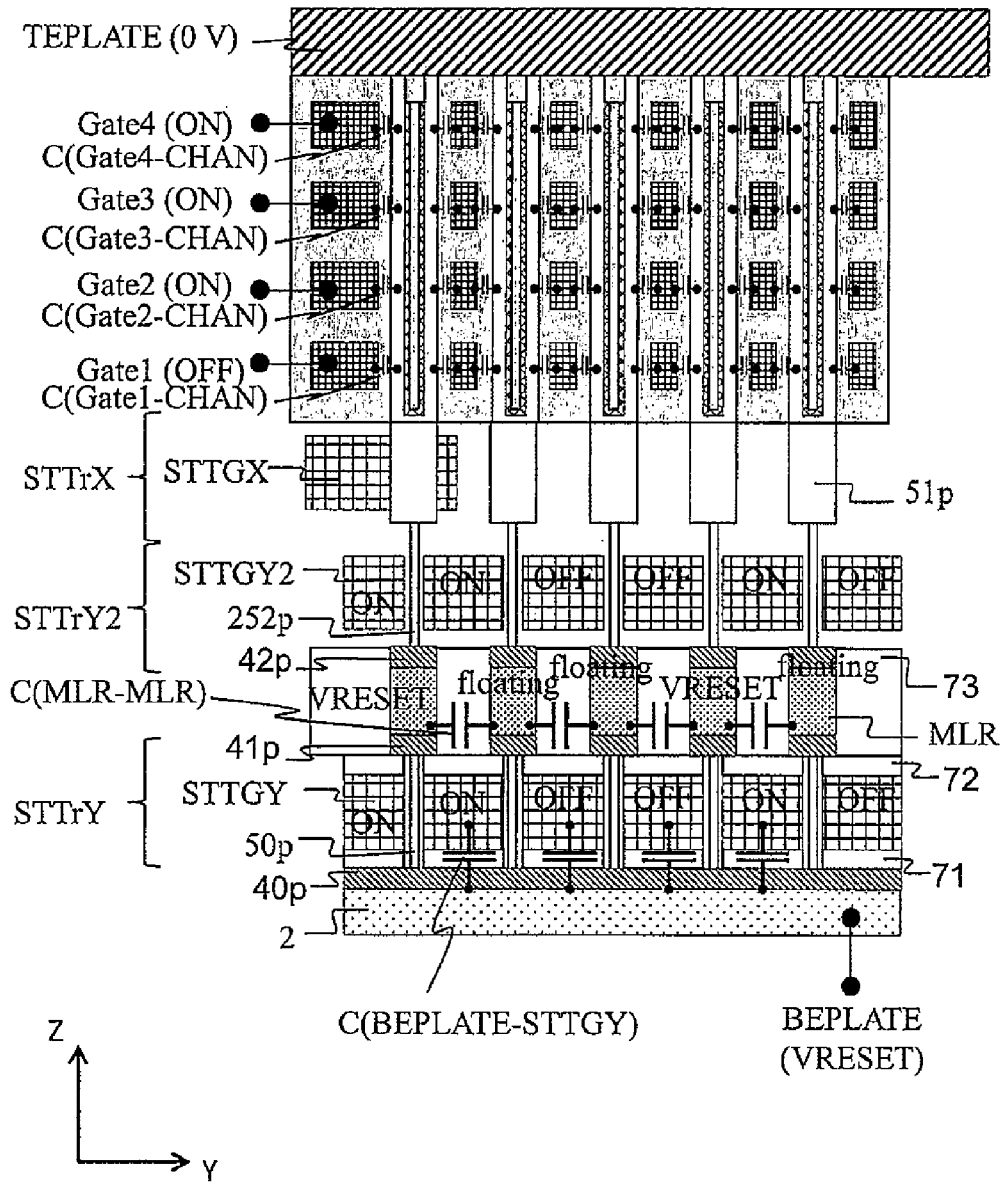 TEPLATE (0 V)
Gate4 (ON)
C(Gate4-CHAN)
Gate3 (ON)
C(Gate3-CHAN)
Gate2 (ON)
C(Gate2-CHAN)
Gate1 (OFF)
C(Gate1-CHAN)
STTrX
STTGX
51p
STTrY2
STTGY2
ON
ON
OFF
OFF
ON
OFF
252p
42p
C(MLR-MLR)
VRESET
floating
floating
VRESET
floating
73
MLR
41p
72
STTrY
STTGY
ON
ON
OFF
OFF
ON
OFF
50p
71
40p
2
C(BEPLATE-STTGY)
BEPLATE
(VRESET)
Z
Y